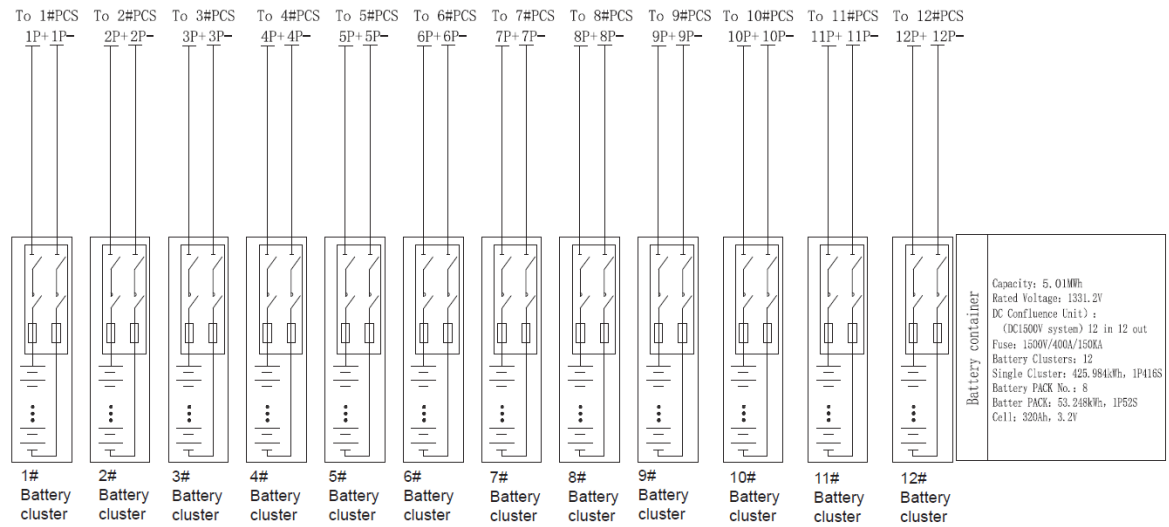 To 1#PCS To 2#PCS To 3#PCS To 4#PCS To 5#PCS To 6#PCS To 7#PCS To 8#PCS To 9#PCS To 10#PCS To 11#PCS To 12#PCS
1P+1P- 2P+2P- 3P+3P- 4P+4P- 5P+5P- 6P+6P- 7P+7P- 8P+8P- 9P+9P- 10P+10P- 11P+ 11P- 12P+ 12P-
Battery container
Capacity: 5.01MWh
Rated Voltage: 1331.2V
DC Confluence Unit) :
(DC1500V system) 12 in 12 out
Fuse: 1500V/400A/150KA
Battery Clusters: 12
Single Cluster: 425.984kWh, 1P416S
Battery PACK No.: 8
Batter PACK: 53.248kWh, 1P52S
Cell: 320Ah, 3.2V
1# 2# 3# 4# 5# 6# 7# 8# 9# 10# 11# 12#
Battery Battery Battery Battery Battery Battery Battery Battery Battery Battery Battery Battery
cluster cluster cluster cluster cluster cluster cluster cluster cluster cluster cluster cluster